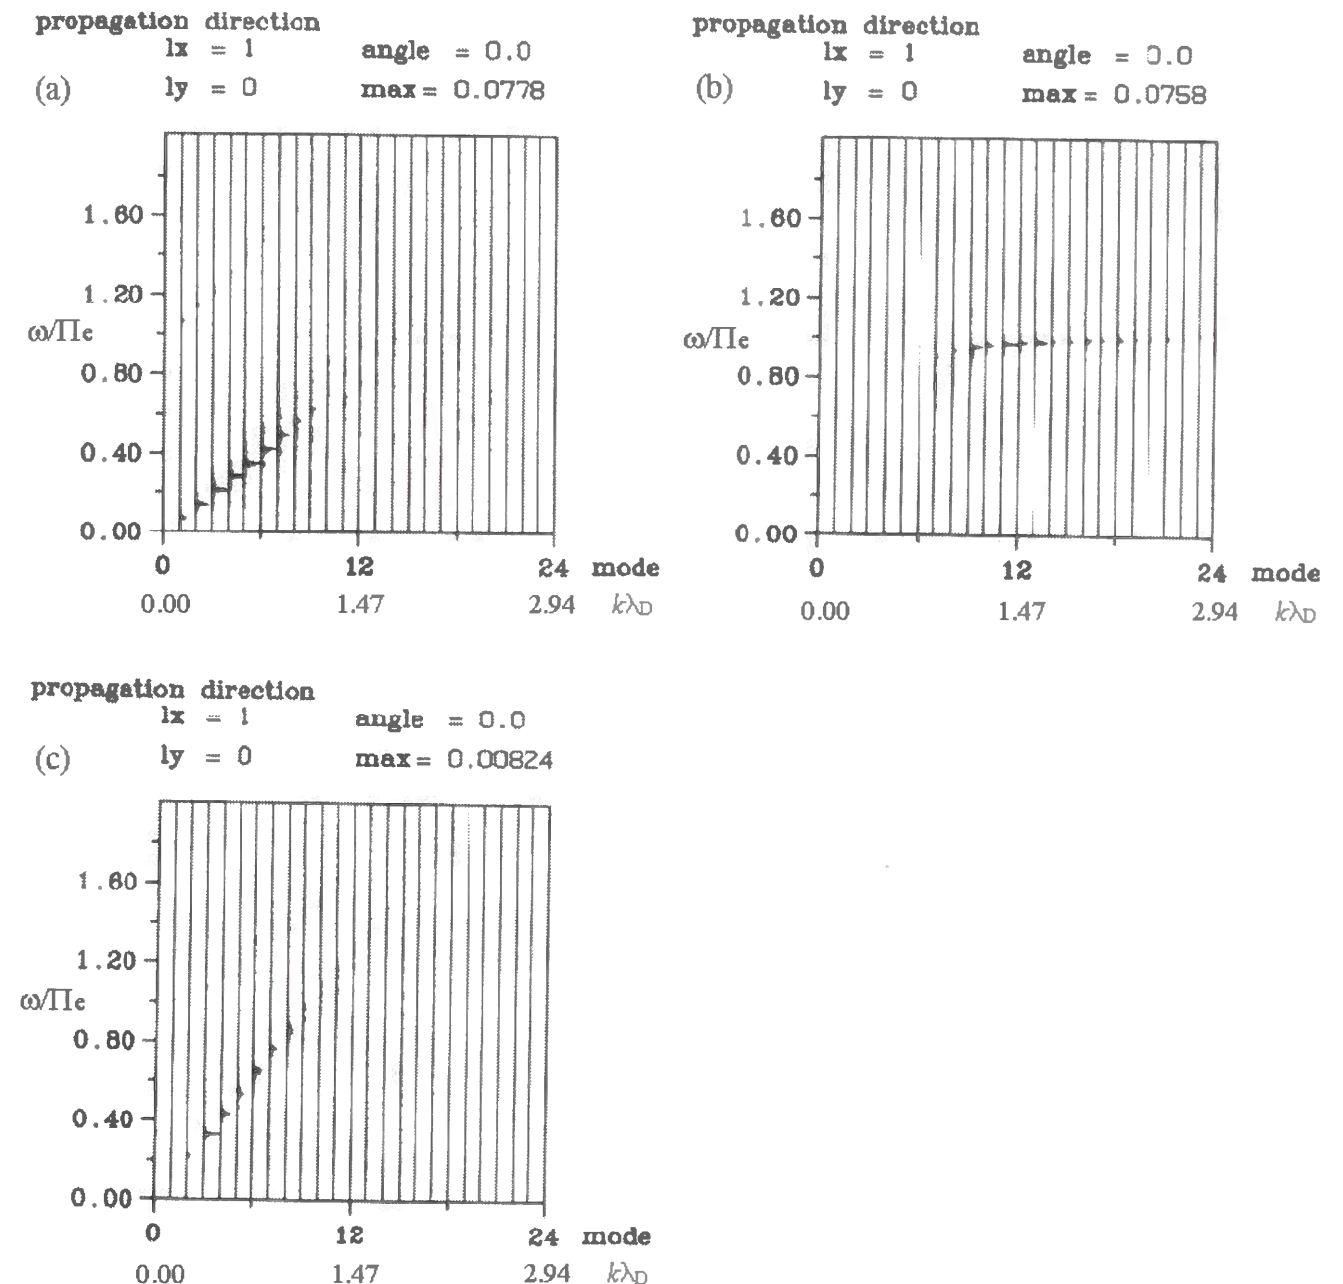 propagation direction
lx = 1 angle = 0.0
(a) ly = 0 max = 0.0778
1.60
1.20
ω/Πe
0.80
0.40
0.00
0 12 24 mode
0.00 1.47 2.94 kλD
propagation direction
lx = 1 angle = 0.0
(b) ly = 0 max = 0.0758
1.60
1.20
ω/Πe
0.80
0.40
0.00
0 12 24 mode
0.00 1.47 2.94 kλD
propagation direction
lx = 1 angle = 0.0
(c) ly = 0 max = 0.00824
1.60
1.20
ω/Πe
0.80
0.40
0.00
0 12 24 mode
0.00 1.47 2.94 kλD